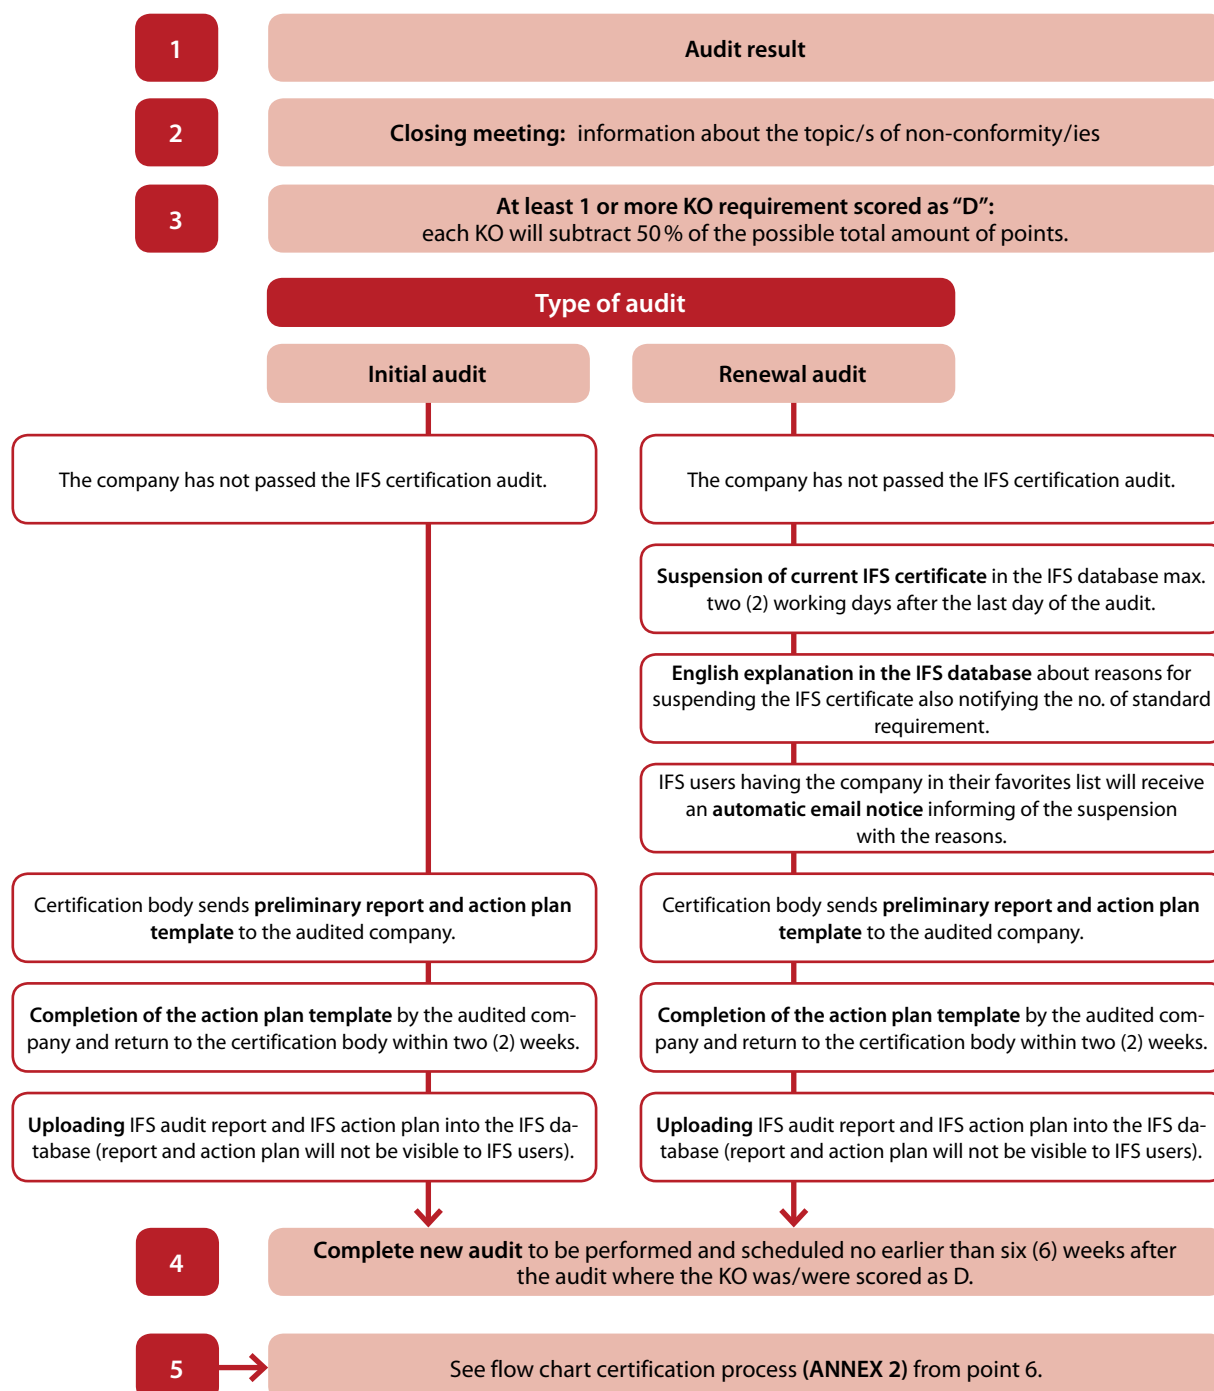 1
Audit result
2
Closing meeting: information about the topic/s of non-conformity/ies
3
At least 1 or more KO requirement scored as “D”:
each KO will subtract 50 % of the possible total amount of points.
Type of audit
Initial audit
Renewal audit
The company has not passed the IFS certification audit.
The company has not passed the IFS certification audit.
Suspension of current IFS certificate in the IFS database max.
two (2) working days after the last day of the audit.
English explanation in the IFS database about reasons for
suspending the IFS certificate also notifying the no. of standard
requirement.
IFS users having the company in their favorites list will receive
an automatic email notice informing of the suspension
with the reasons.
Certification body sends preliminary report and action plan
template to the audited company.
Certification body sends preliminary report and action plan
template to the audited company.
Completion of the action plan template by the audited com-
pany and return to the certification body within two (2) weeks.
Completion of the action plan template by the audited com-
pany and return to the certification body within two (2) weeks.
Uploading IFS audit report and IFS action plan into the IFS da-
tabase (report and action plan will not be visible to IFS users).
Uploading IFS audit report and IFS action plan into the IFS da-
tabase (report and action plan will not be visible to IFS users).
4
Complete new audit to be performed and scheduled no earlier than six (6) weeks after
the audit where the KO was/were scored as D.
5
See flow chart certification process (ANNEX 2) from point 6.